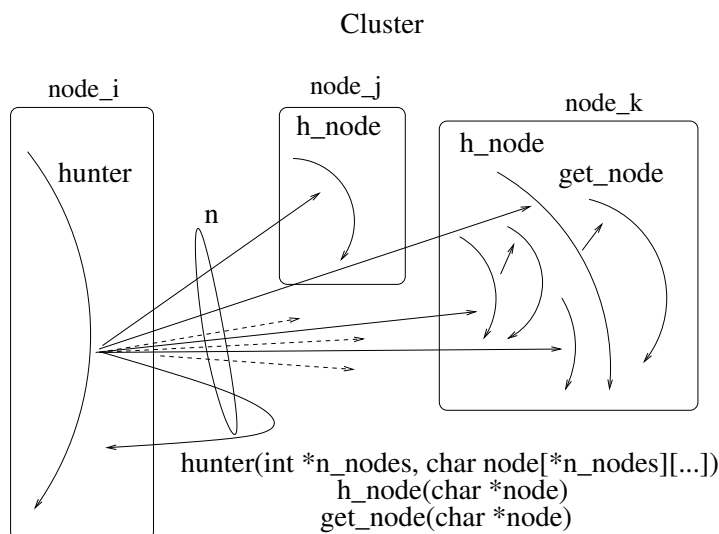 Cluster
node_i
node_j
node_k
hunter
h_node
h_node
get_node
n
hunter(int *n_nodes, char node[*n_nodes][...])
h_node(char *node)
get_node(char *node)